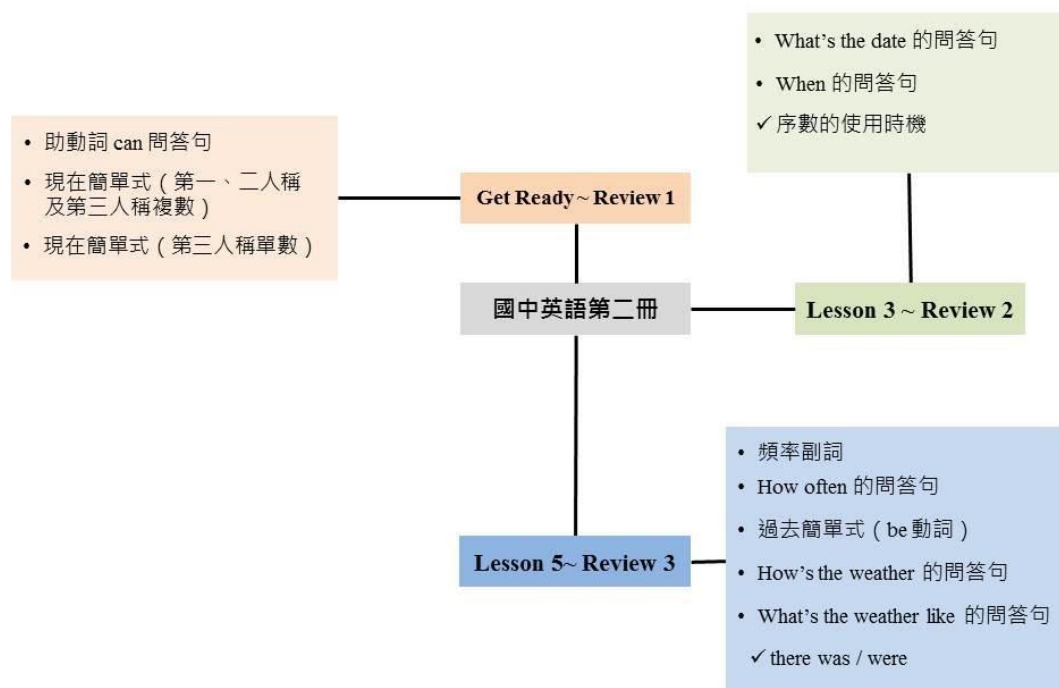 • What's the date 的問答句
• When 的問答句
✓ 序數的使用時機
• 助動詞 can 問答句
• 現在簡單式（第一、二人稱
及第三人稱複數）
• 現在簡單式（第三人稱單數）
Get Ready ~ Review 1
國中英語第二冊
Lesson 3 ~ Review 2
• 頻率副詞
• How often 的問答句
• 過去簡單式（be 動詞）
• How's the weather 的問答句
• What's the weather like 的問答句
✓ there was / were
Lesson 5~ Review 3